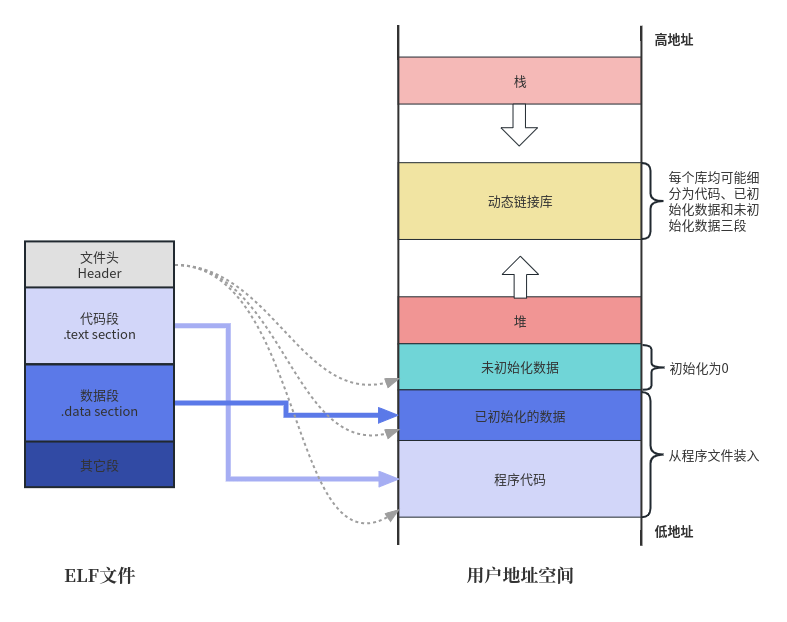 高地址
栈
动态链接库
每个库均可能细
分为代码、已初
始化数据和未初
始化数据三段
文件头
Header
代码段
.text section
数据段
.data section
其它段
堆
未初始化数据
初始化为0
已初始化的数据
从程序文件装入
程序代码
低地址
ELF文件
用户地址空间